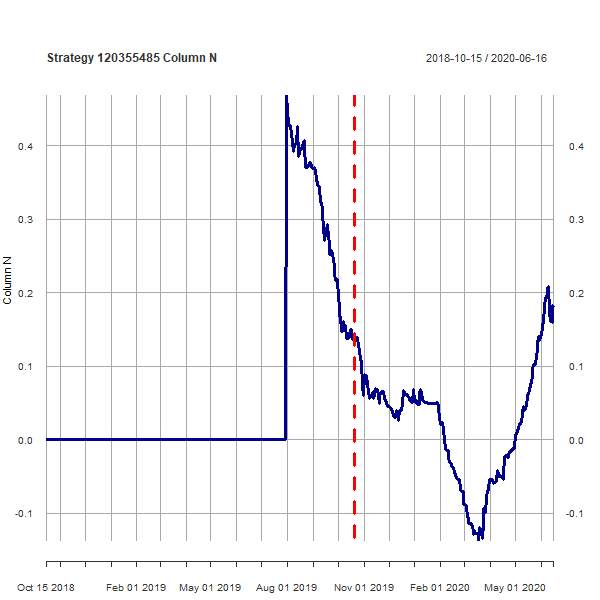 Strategy 120355485 Column N
2018-10-15 / 2020-06-16
Column N
0.4
0.3
0.2
0.1
0.0
-0.1
0.4
0.3
0.2
0.1
0.0
-0.1
Oct 15 2018
Feb 01 2019
May 01 2019
Aug 01 2019
Nov 01 2019
Feb 01 2020
May 01 2020